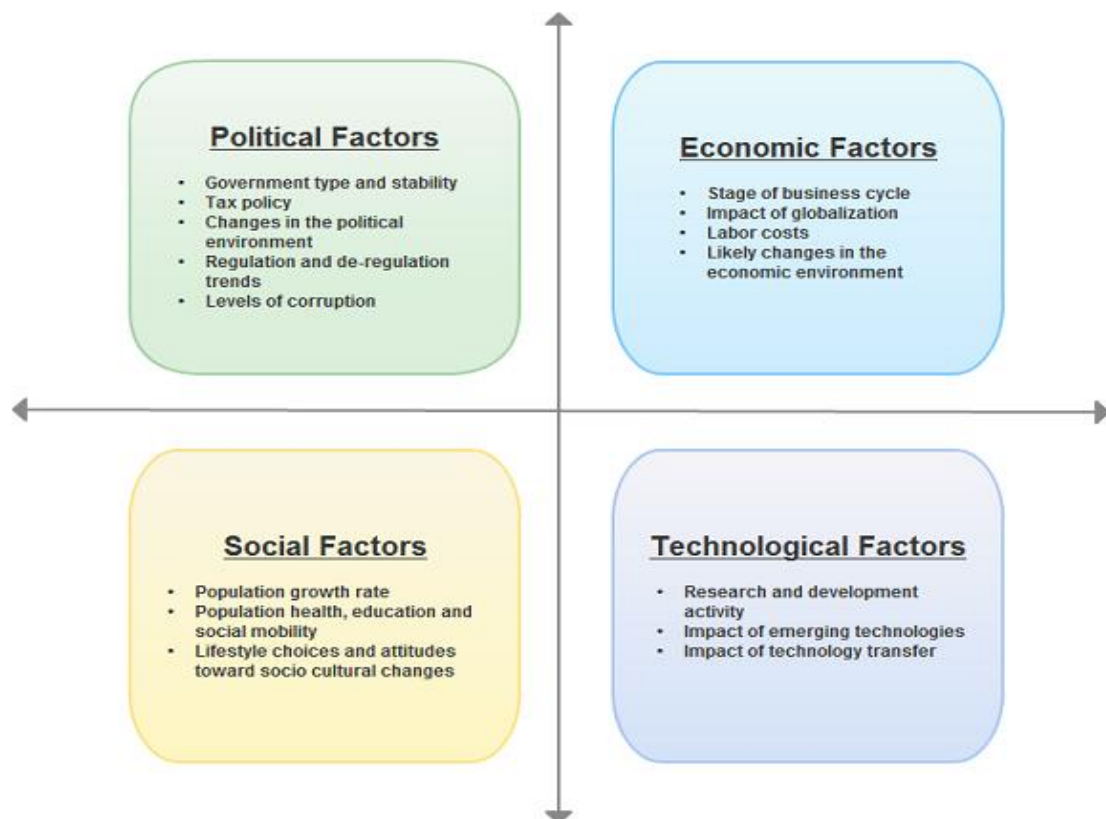 Political Factors
• Government type and stability
• Tax policy
• Changes in the political
environment
• Regulation and de-regulation
trends
• Levels of corruption
Economic Factors
• Stage of business cycle
• Impact of globalization
• Labor costs
• Likely changes in the
economic environment
Social Factors
• Population growth rate
• Population health, education and
social mobility
• Lifestyle choices and attitudes
toward socio cultural changes
Technological Factors
• Research and development
activity
• Impact of emerging technologies
• Impact of technology transfer